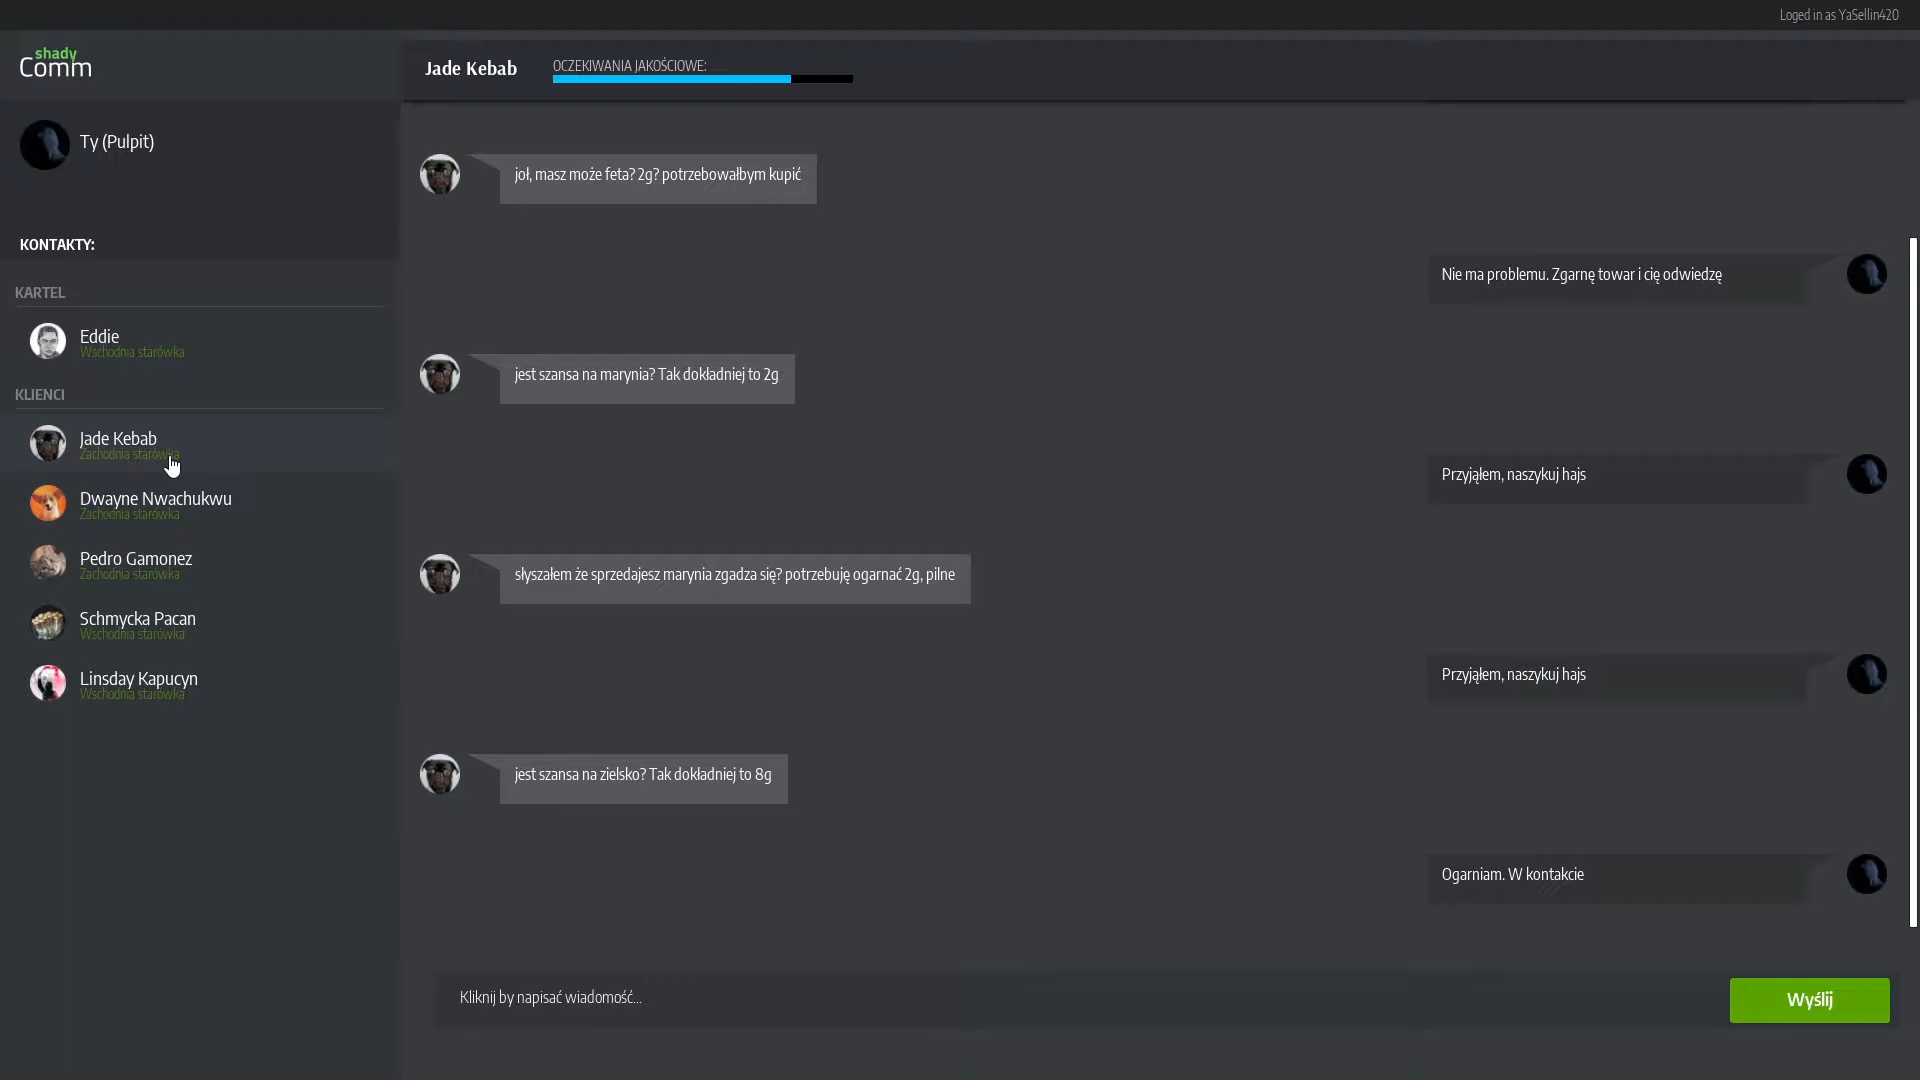 Loged in as YaSellin420
shady
Comm
Jade Kebab
OCZEKIWANIA JAKOŚCIOWE:
Ty (Pulpit)
KONTAKTY:
KARTEL
Eddie
Wschodnia starówka
KLIENCI
Jade Kebab
Zachodnia starówka
Dwayne Nwachukwu
Zachodnia starówka
Pedro Gamonez
Zachodnia starówka
Schmycka Pacan
Wschodnia starówka
Linsday Kapucyn
Wschodnia starówka
joł, masz może feta? 2g? potrzebowałbym kupić
Nie ma problemu. Zgarnę towar i cię odwiedzę
jest szansa na marynia? Tak dokładniej to 2g
Przyjąłem, naszykuj hajs
słyszałem że sprzedajesz marynia zgadza się? potrzebuję ogarnać 2g, pilne
Przyjąłem, naszykuj hajs
jest szansa na zielsko? Tak dokładniej to 8g
Ogarniam. W kontakcie
Kliknij by napisać wiadomość...
Wyślij